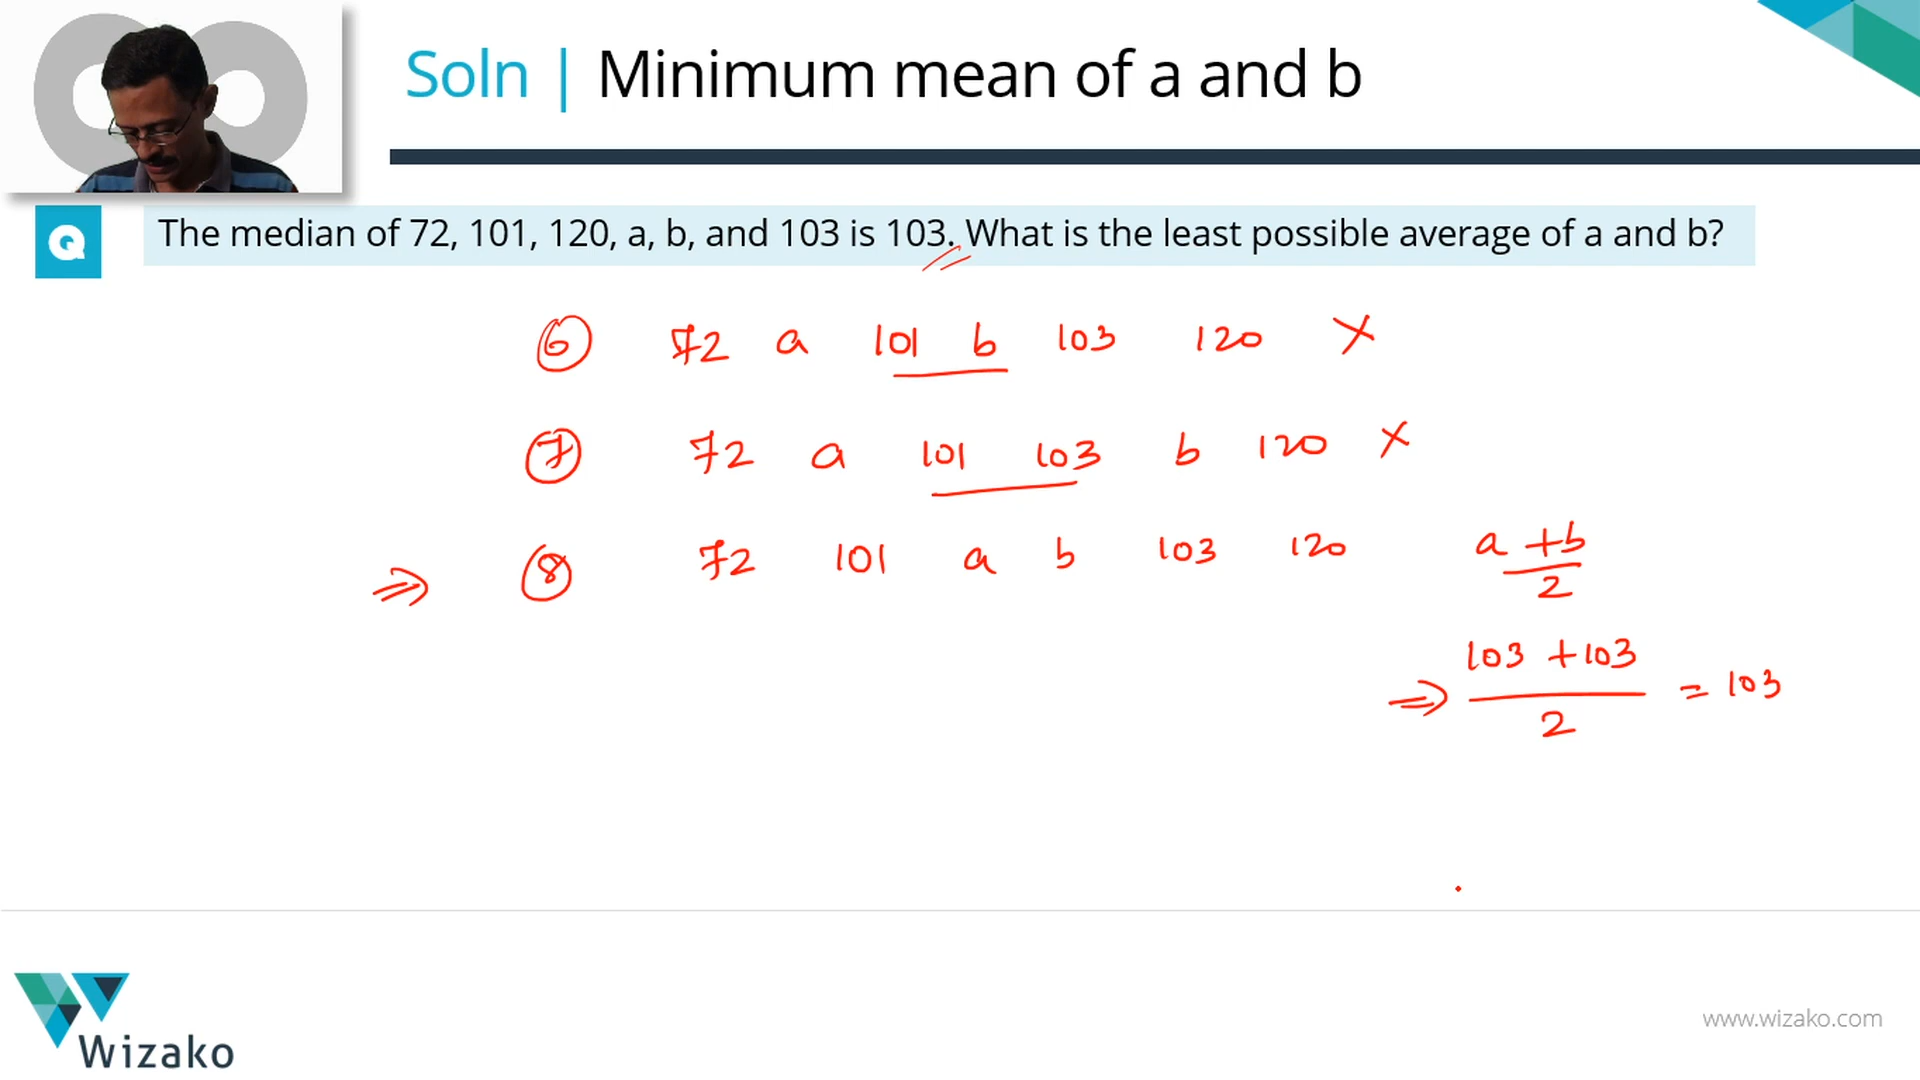 Soln | Minimum mean of a and b
Q
The median of 72, 101, 120, a, b, and 103 is 103. What is the least possible average of a and b?
6 72 a 101 b 103 120 X
7 72 a 101 103 b 120 X
⇒ 8 72 101 a b 103 120
a + b
2
103 + 103
⇒ = 103
2
Wizako
www.wizako.com